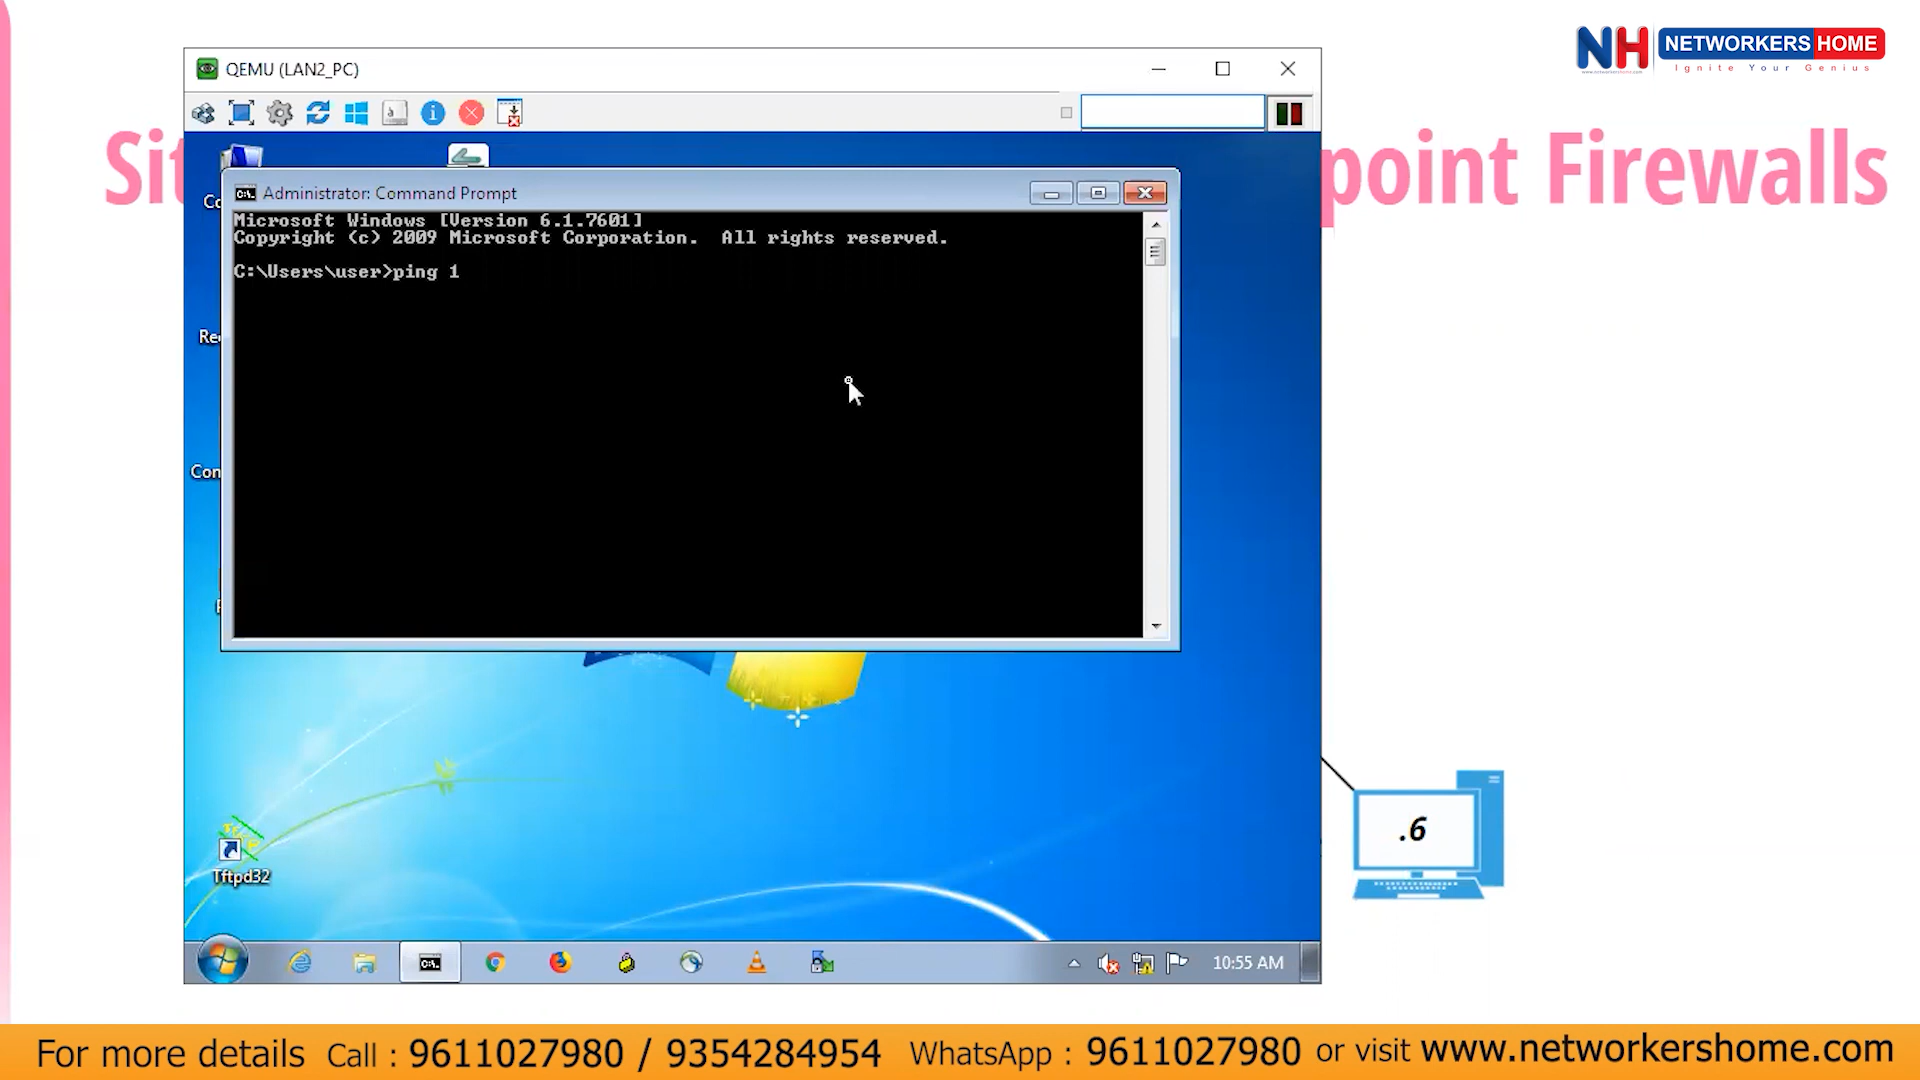 QEMU (LAN2_PC)
NH NETWORKERS HOME
Ignite Your Genius
Sit point Firewalls
Administrator: Command Prompt
Microsoft Windows [Version 6.1.7601]
Copyright (c) 2009 Microsoft Corporation. All rights reserved.
C:\Users\user>ping 1
Co
Re
Con
Tftpd32
.6
10:55 AM
For more details Call : 9611027980 / 9354284954 WhatsApp : 9611027980 or visit www.networkershome.com